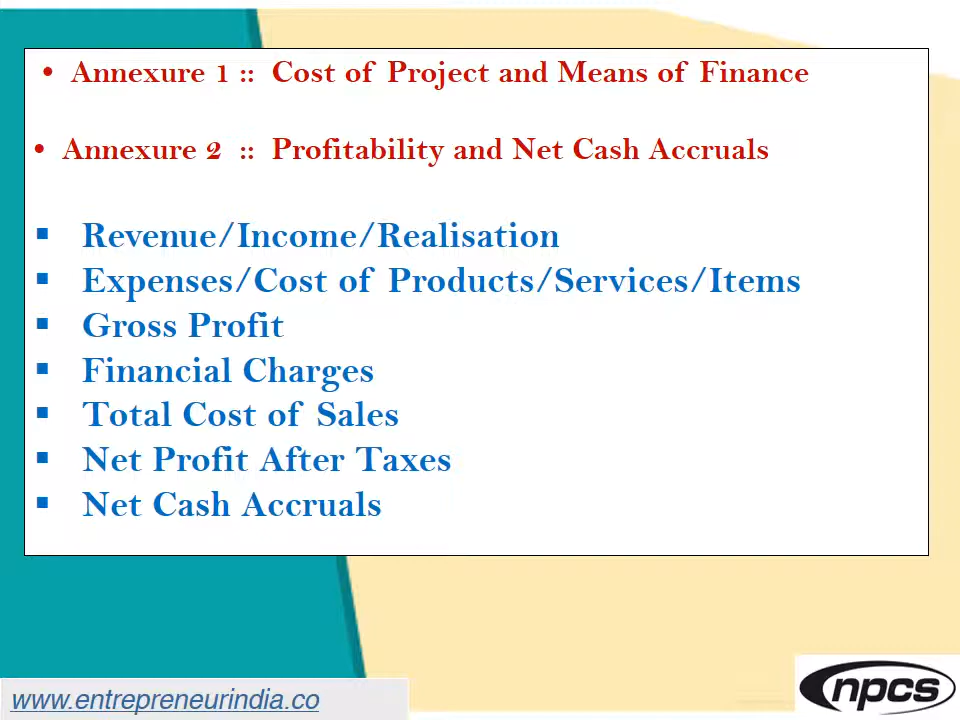 • Annexure 1 :: Cost of Project and Means of Finance
• Annexure 2 :: Profitability and Net Cash Accruals
▪ Revenue/Income/Realisation
▪ Expenses/Cost of Products/Services/Items
▪ Gross Profit
▪ Financial Charges
▪ Total Cost of Sales
▪ Net Profit After Taxes
▪ Net Cash Accruals
www.entrepreneurindia.co
npcs